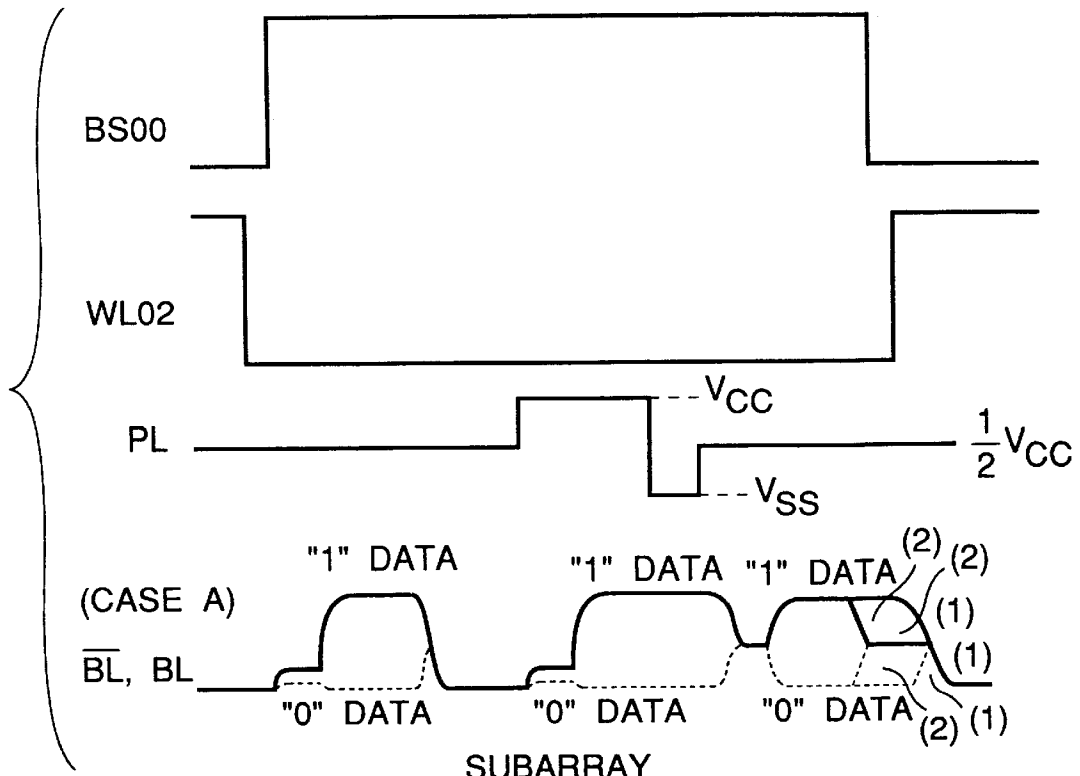 BS00
WL02
V_CC
PL
1/2 V_CC
V_SS
"1" DATA
"1" DATA
"1" DATA
(2)
(2)
(CASE A)
(1)
B̅L̅, BL
(1)
"0" DATA
"0" DATA
"0" DATA
(2)
(1)
SUBARRAY